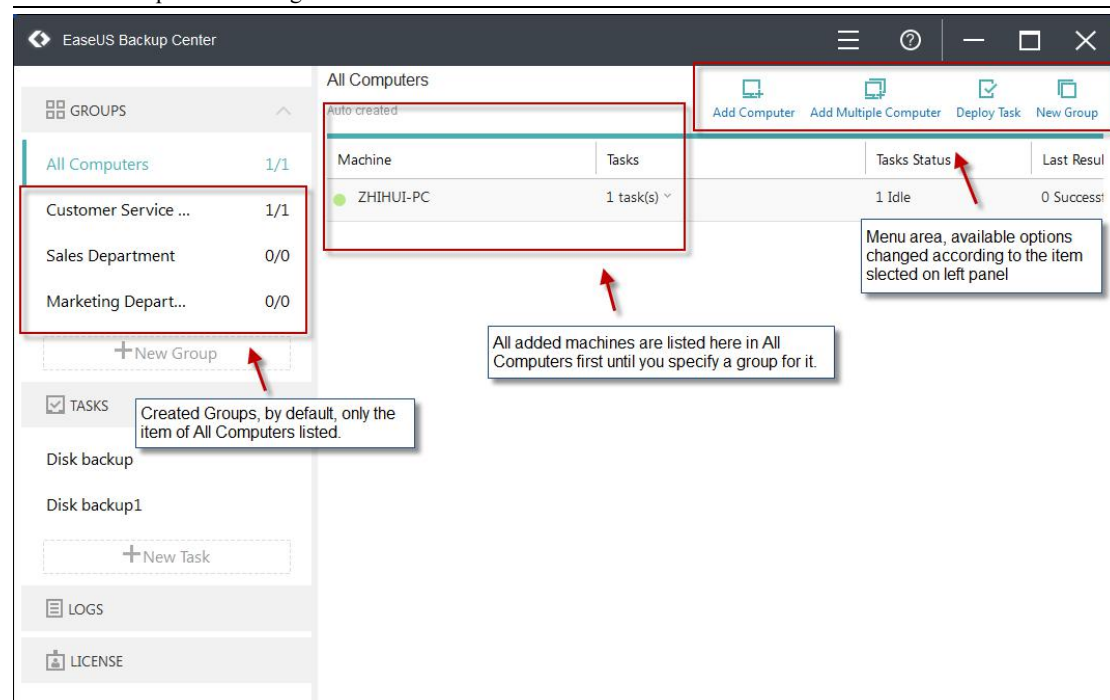 EaseUS Backup Center
GROUPS
All Computers 1/1
Customer Service ... 1/1
Sales Department 0/0
Marketing Depart... 0/0
New Group
TASKS
Disk backup
Disk backup1
New Task
LOGS
LICENSE
All Computers
Auto created
Add Computer Add Multiple Computer Deploy Task New Group
Machine Tasks Tasks Status Last Resul
ZHIHUI-PC 1 task(s) 1 Idle 0 Success
Menu area, available options
changed according to the item
slected on left panel
All added machines are listed here in All
Computers first until you specify a group for it.
Created Groups, by default, only the
item of All Computers listed.